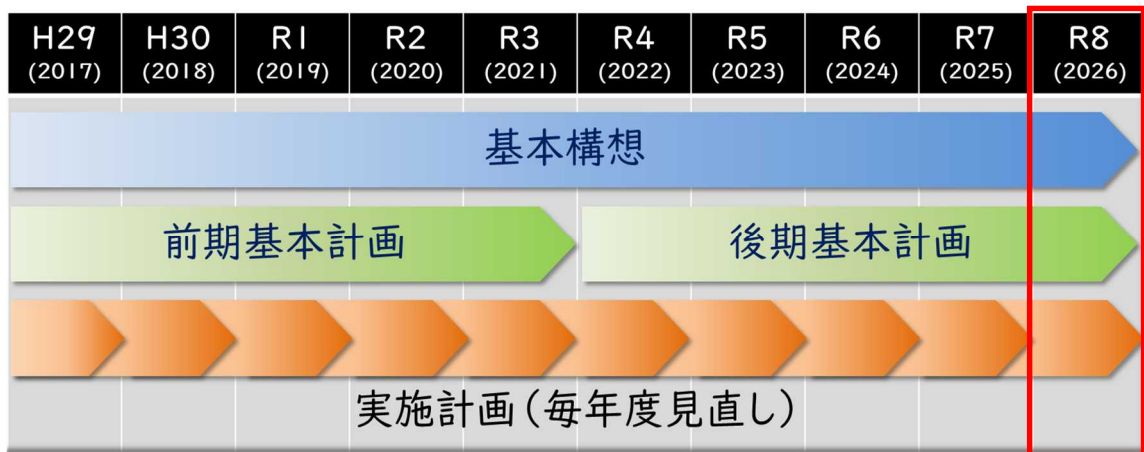 H29 H30 R1 R2 R3 R4 R5 R6 R7 R8
(2017) (2018) (2019) (2020) (2021) (2022) (2023) (2024) (2025) (2026)
基本構想
前期基本計画 後期基本計画
実施計画(毎年度見直し)